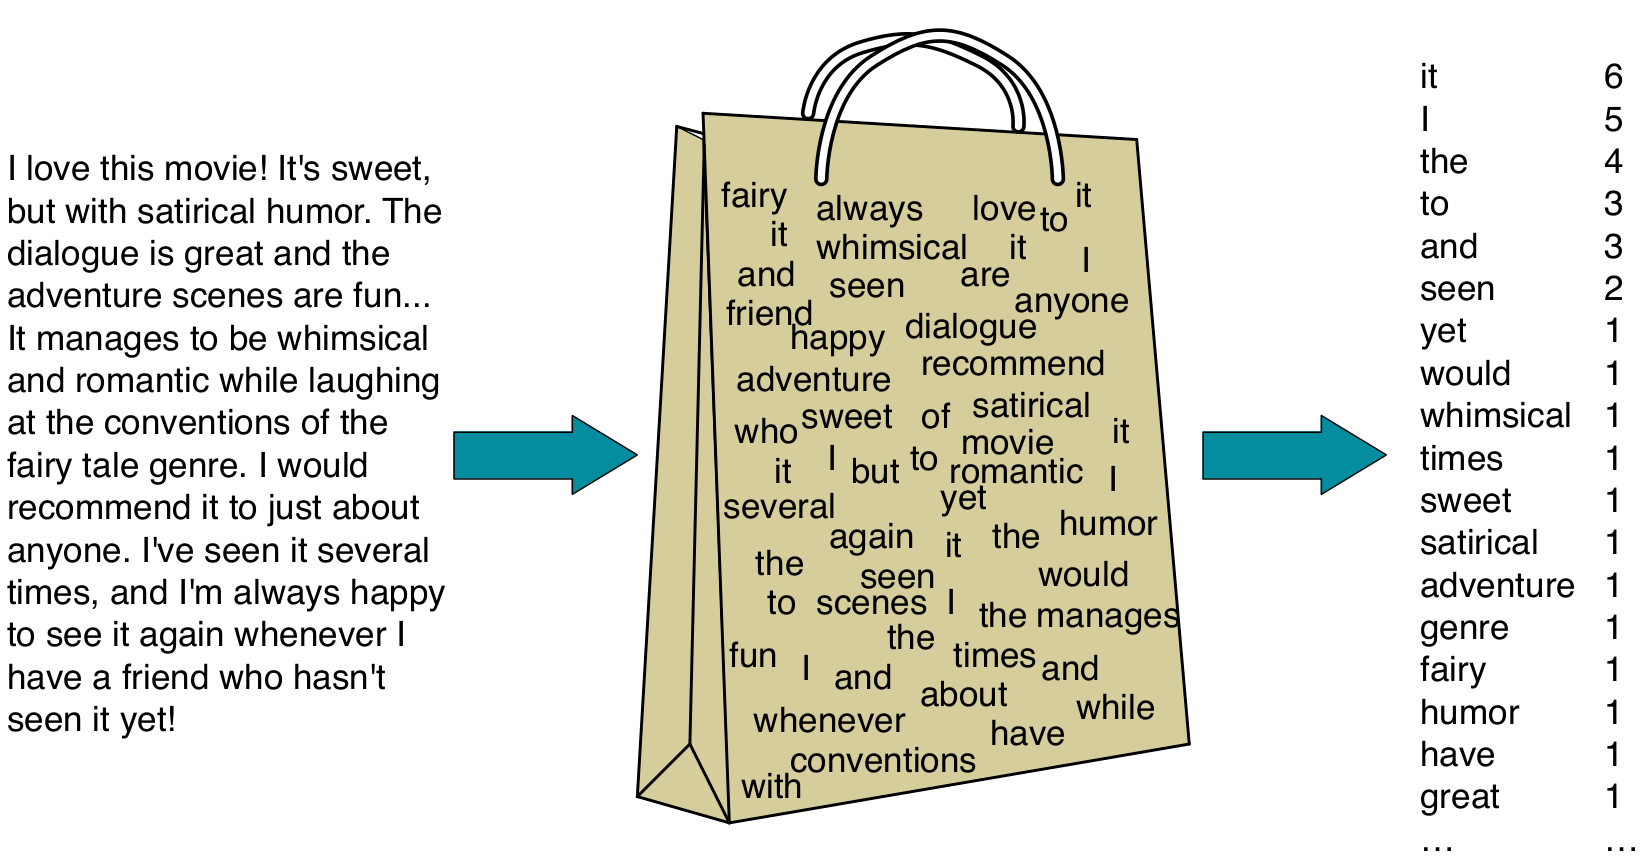 I love this movie! It's sweet,
but with satirical humor. The
dialogue is great and the
adventure scenes are fun...
It manages to be whimsical
and romantic while laughing
at the conventions of the
fairy tale genre. I would
recommend it to just about
anyone. I've seen it several
times, and I'm always happy
to see it again whenever I
have a friend who hasn't
seen it yet!
fairy always love to it
it whimsical it I
and seen are anyone
friend happy dialogue
adventure recommend
who sweet of satirical movie it
it I but to romantic I
several yet
again it the humor
the seen would
to scenes I the manages
the
fun I and times and
about while
whenever have
conventions
with
it 6
I 5
the 4
to 3
and 3
seen 2
yet 1
would 1
whimsical 1
times 1
sweet 1
satirical 1
adventure 1
genre 1
fairy 1
humor 1
have 1
great 1
... ...